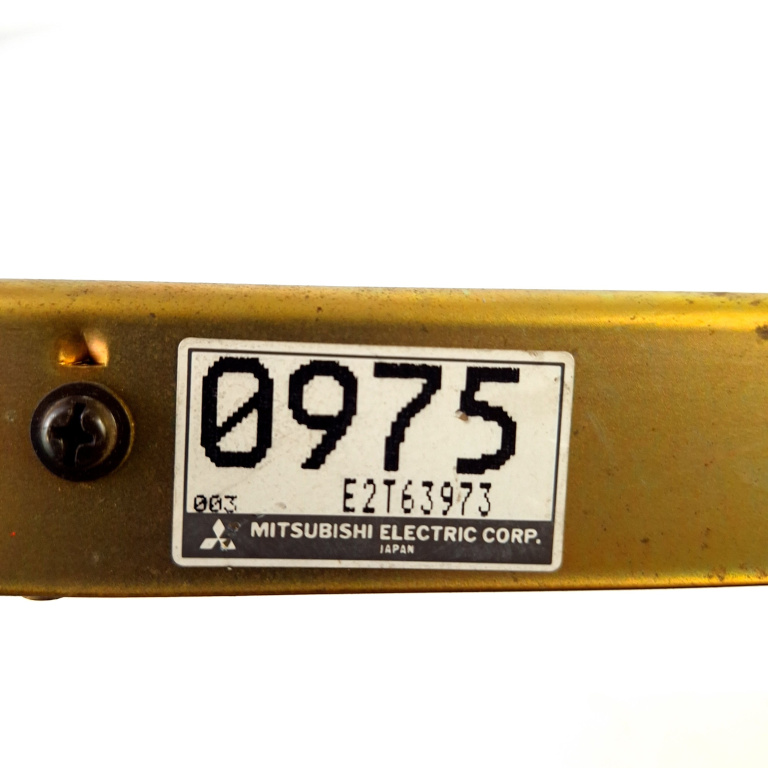 0975
003 E2T63973
MITSUBISHI ELECTRIC CORP.
JAPAN